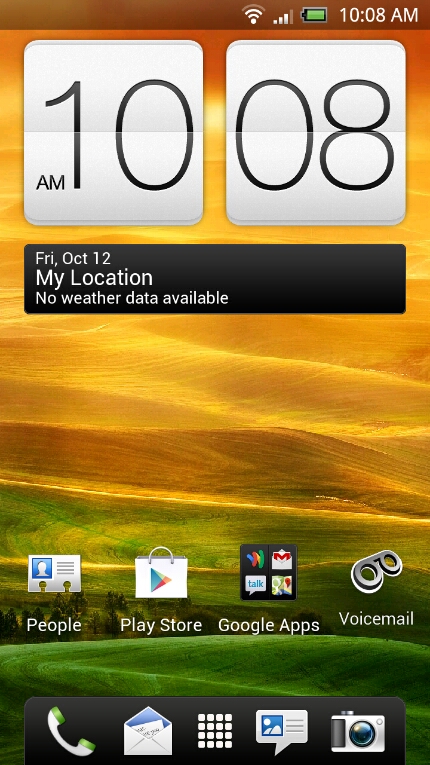 10:08 AM
AM 10 08
Fri, Oct 12
My Location
No weather data available
talk
People Play Store Google Apps Voicemail